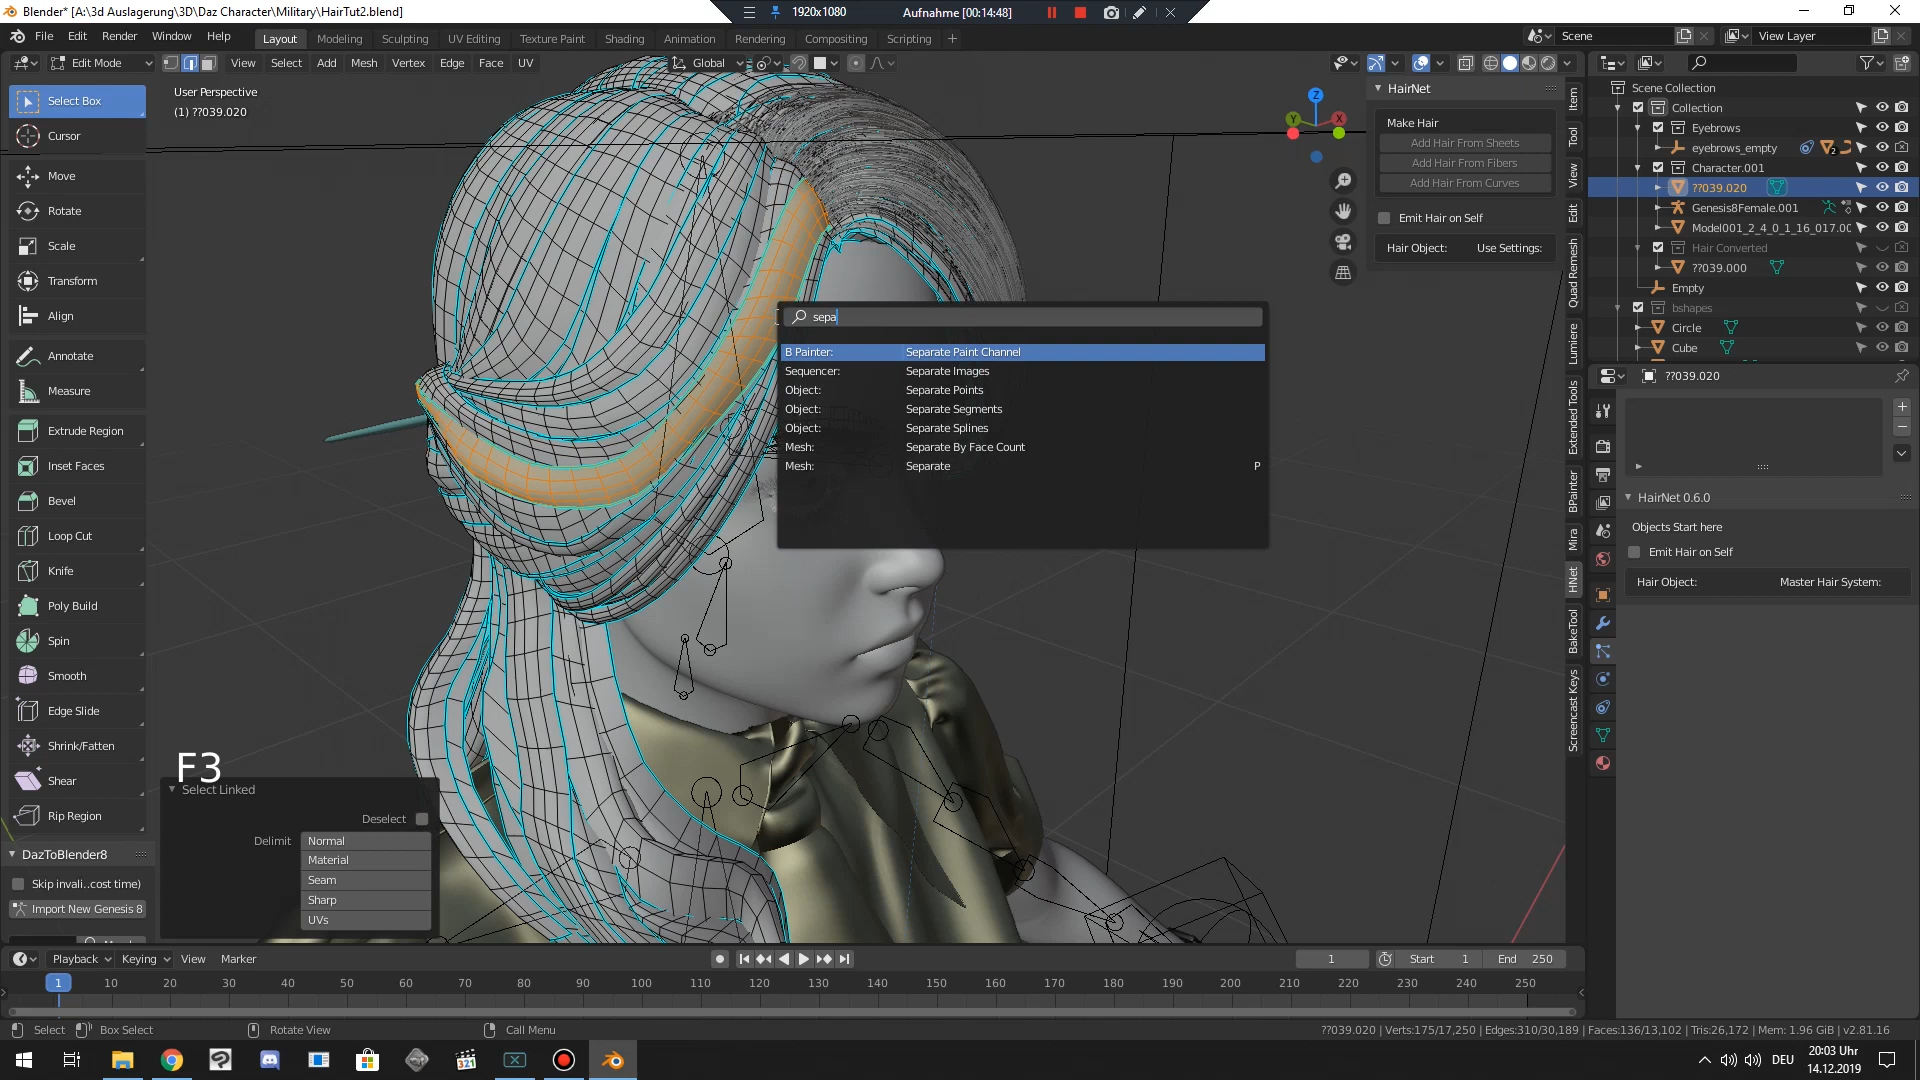 Blender* [A:\3d Auslagerung\3D\Daz Character\Military\HairTut2.blend]
1920x1080
Aufnahme [00:14:48]
File Edit Render Window Help
Layout Modeling Sculpting UV Editing Texture Paint Shading Animation Rendering Compositing Scripting +
Scene
View Layer
Edit Mode
View Select Add Mesh Vertex Edge Face UV
Global
User Perspective
(1) ??039.020
Select Box
Cursor
Move
Rotate
Scale
Transform
Align
Annotate
Measure
Extrude Region
Inset Faces
Bevel
Loop Cut
Knife
Poly Build
Spin
Smooth
Edge Slide
Shrink/Fatten
Shear
Rip Region
DazToBlender8
Skip invali..cost time)
Import New Genesis 8
F3
Select Linked
Deselect
Delimit
Normal
Material
Seam
Sharp
UVs
sepa
B Painter: Separate Paint Channel
Sequencer: Separate Images
Object: Separate Points
Object: Separate Segments
Object: Separate Splines
Mesh: Separate By Face Count
Mesh: Separate P
Z
Y
X
HairNet
Make Hair
Add Hair From Sheets
Add Hair From Fibers
Add Hair From Curves
Emit Hair on Self
Hair Object: Use Settings:
Item
Tool
View
Edit
Quad Remesh
Lumiere
Extended Tools
BPainter
Mira
HNet
BakeTool
Screencast Keys
Scene Collection
Collection
Eyebrows
eyebrows_empty
2
Character.001
??039.020
Genesis8Female.001
Model001_2_4_0_1_16_017.00
Hair Converted
??039.000
Empty
bshapes
Circle
Cube
??039.020
HairNet 0.6.0
Objects Start here
Emit Hair on Self
Hair Object: Master Hair System:
Playback Keying View Marker
1
Start 1
End 250
1 10 20 30 40 50 60 70 80 90 100 110 120 130 140 150 160 170 180 190 200 210 220 230 240 250
Select
Box Select
Rotate View
Call Menu
??039.020 | Verts:175/17,250 | Edges:310/30,189 | Faces:136/13,102 | Tris:26,172 | Mem: 1.96 GiB | v2.81.16
321
DEU
20:03 Uhr
14.12.2019